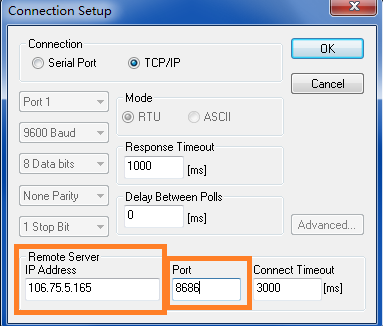 Connection Setup
Connection
Serial Port
TCP/IP
OK
Cancel
Port 1
9600 Baud
8 Data bits
None Parity
1 Stop Bit
Mode
RTU
ASCII
Response Timeout
1000
[ms]
Delay Between Polls
0
[ms]
Advanced...
Remote Server
IP Address
106.75.5.165
Port
8686
Connect Timeout
3000
[ms]